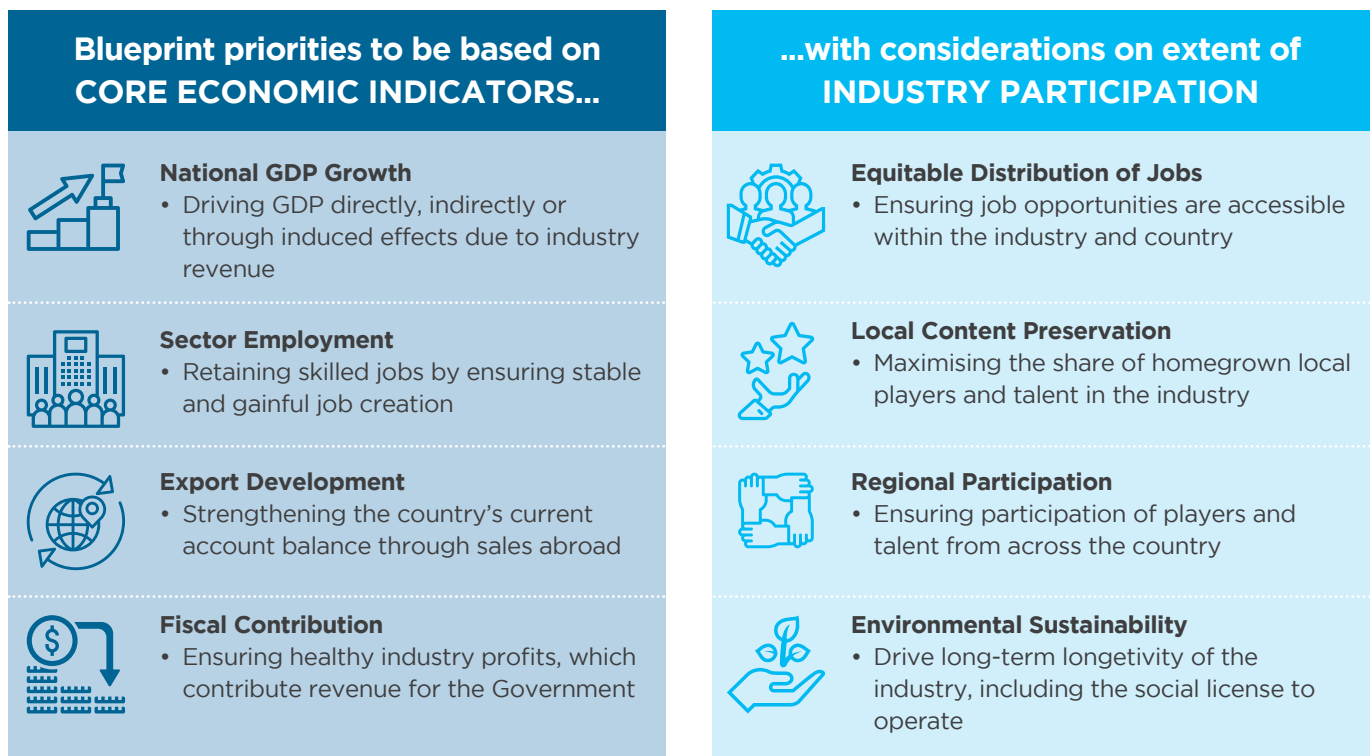 Blueprint priorities to be based on
CORE ECONOMIC INDICATORS...
National GDP Growth
• Driving GDP directly, indirectly or
through induced effects due to industry
revenue
Sector Employment
• Retaining skilled jobs by ensuring stable
and gainful job creation
Export Development
• Strengthening the country's current
account balance through sales abroad
Fiscal Contribution
$
• Ensuring healthy industry profits, which
contribute revenue for the Government
...with considerations on extent of
INDUSTRY PARTICIPATION
Equitable Distribution of Jobs
• Ensuring job opportunities are accessible
within the industry and country
Local Content Preservation
• Maximising the share of homegrown local
players and talent in the industry
Regional Participation
• Ensuring participation of players and
talent from across the country
Environmental Sustainability
• Drive long-term longetivity of the
industry, including the social license to
operate